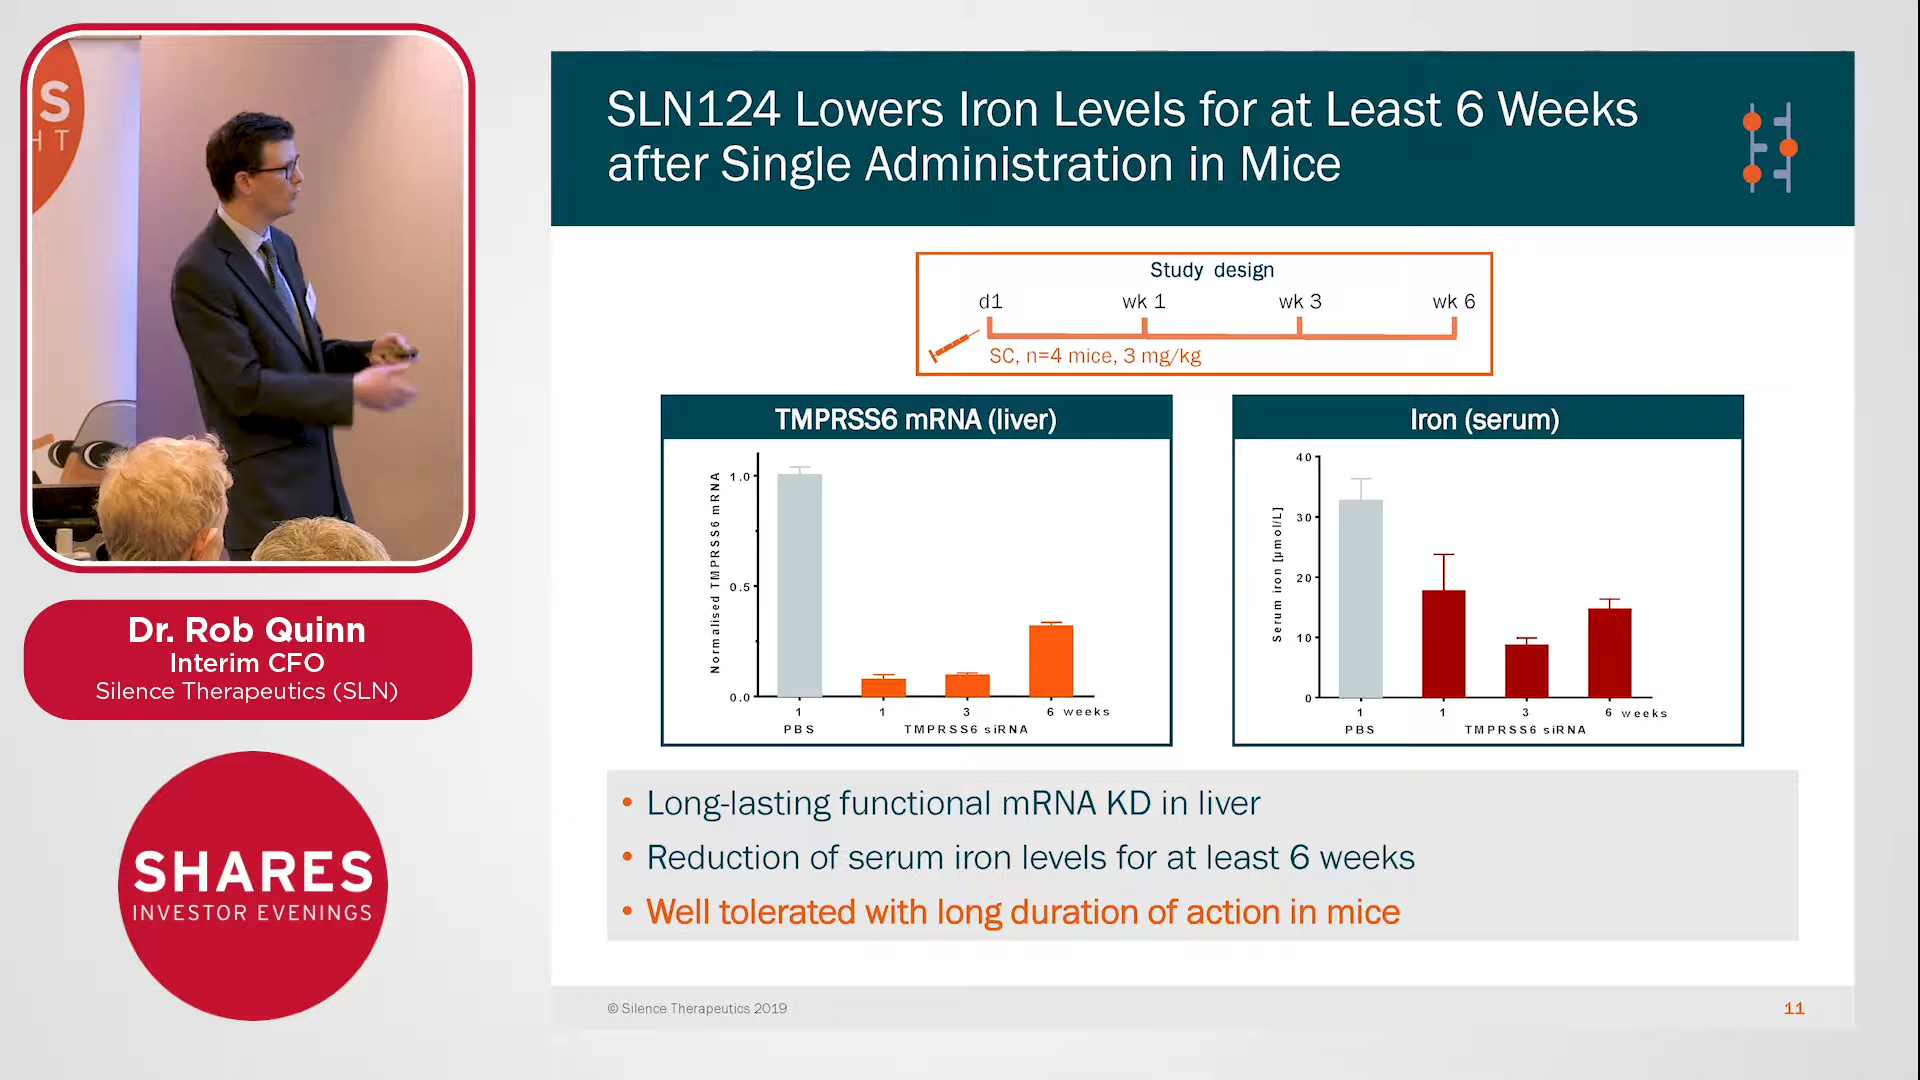 S
HT
Dr. Rob Quinn
Interim CFO
Silence Therapeutics (SLN)
SHARES
INVESTOR EVENINGS
SLN124 Lowers Iron Levels for at Least 6 Weeks
after Single Administration in Mice
Study design
d1 wk 1 wk 3 wk 6
SC, n=4 mice, 3 mg/kg
TMPRSS6 mRNA (liver)
Normalised TMPRSS6 mRNA
1.0
0.5
0.0
1 1 3 6 weeks
PBS TMPRSS6 siRNA
Iron (serum)
Serum iron [µmol/L]
40
30
20
10
0
1 1 3 6 weeks
PBS TMPRSS6 siRNA
• Long-lasting functional mRNA KD in liver
• Reduction of serum iron levels for at least 6 weeks
• Well tolerated with long duration of action in mice
© Silence Therapeutics 2019
11